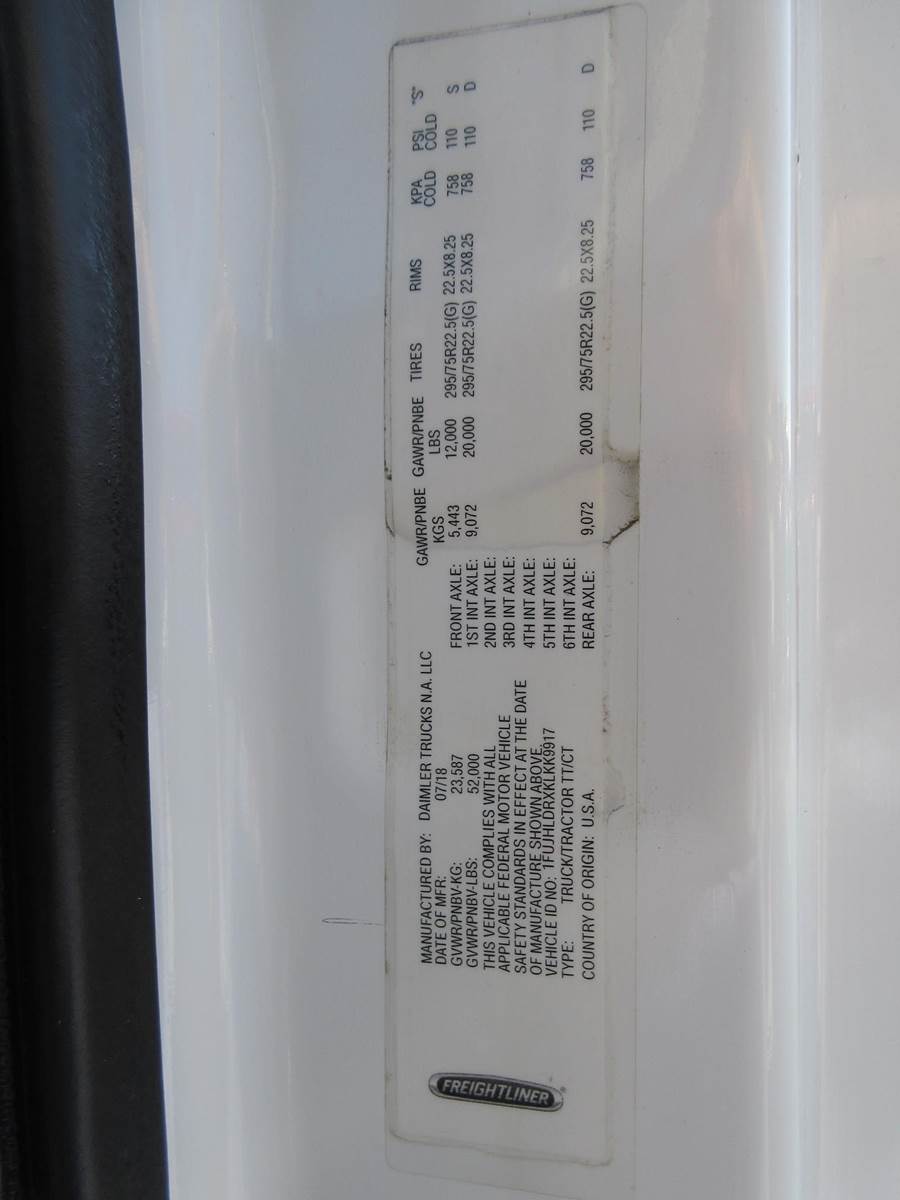 FREIGHTLINER
MANUFACTURED BY: DAIMLER TRUCKS N.A. LLC
DATE OF MFR: 07/18
GVWR/PNBV-KG: 23,587
GVWR/PNBV-LBS: 52,000
THIS VEHICLE COMPLIES WITH ALL
APPLICABLE FEDERAL MOTOR VEHICLE
SAFETY STANDARDS IN EFFECT AT THE DATE
OF MANUFACTURE SHOWN ABOVE.
VEHICLE ID NO: 1FUJHLDRXKLKK9917
TYPE: TRUCK/TRACTOR TT/CT
COUNTRY OF ORIGIN: U.S.A.
GAWR/PNBE GAWR/PNBE TIRES RIMS KPA PSI "S"
KGS LBS COLD COLD
FRONT AXLE: 5,443 12,000 295/75R22.5(G) 22.5X8.25 758 110 S
1ST INT AXLE: 9,072 20,000 295/75R22.5(G) 22.5X8.25 758 110 D
2ND INT AXLE:
3RD INT AXLE:
4TH INT AXLE:
5TH INT AXLE:
6TH INT AXLE:
REAR AXLE: 9,072 20,000 295/75R22.5(G) 22.5X8.25 758 110 D